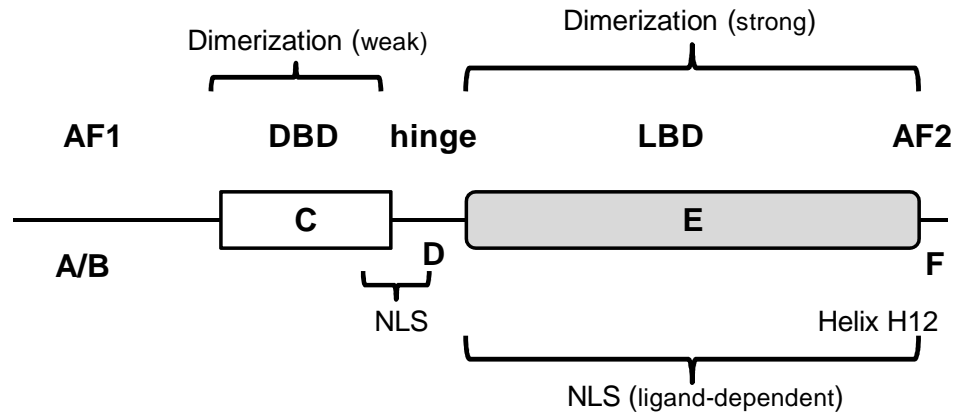 Dimerization (weak)
Dimerization (strong)
AF1 DBD hinge LBD AF2
C E
A/B D F
NLS Helix H12
NLS (ligand-dependent)